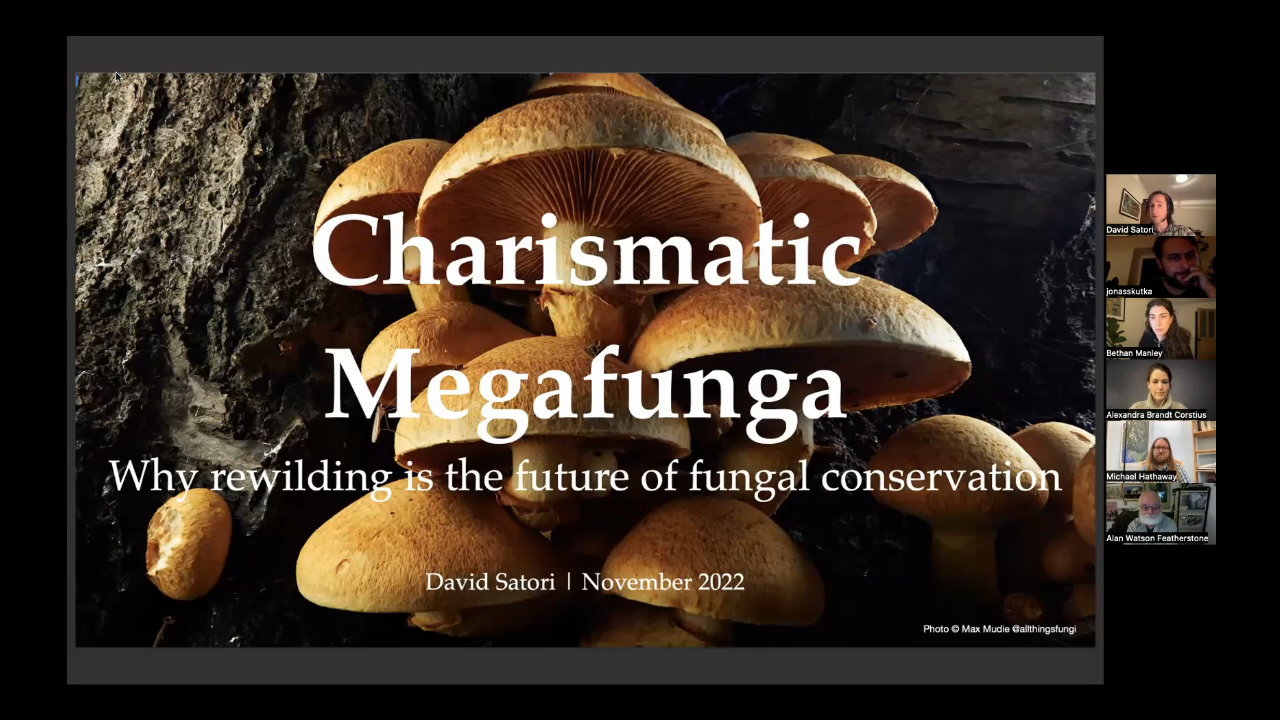 Charismatic
Megafunga
Why rewilding is the future of fungal conservation
David Satori | November 2022
Photo © Max Mudie @allthingsfungi
David Satori
jonasskutka
Bethan Manley
Alexandra Brandt Corstius
Michael Hathaway
Alan Watson Featherstone